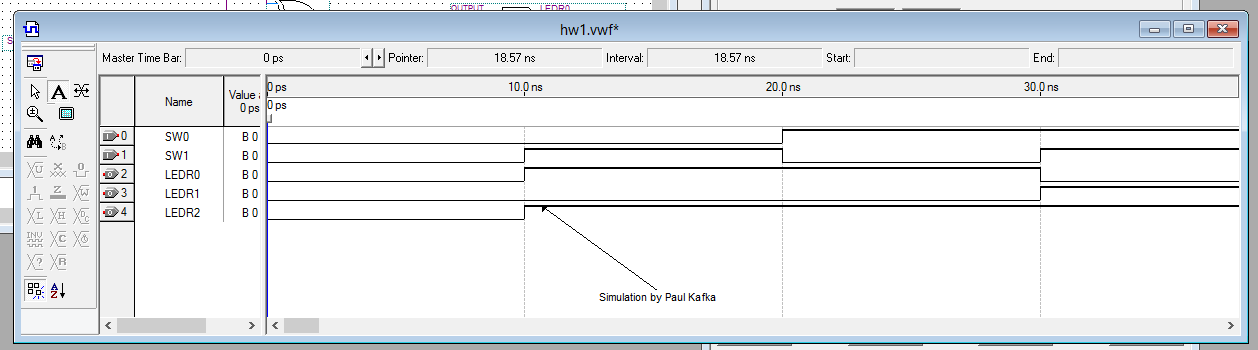 OUTPUT LEDR0
hw1.vwf*
Master Time Bar: 0 ps Pointer: 18.57 ns Interval: 18.57 ns Start: End:
Name Value 0 ps
0 ps 10.0 ns 20.0 ns 30.0 ns
0 ps
0 SW0 B 0
1 SW1 B 0
2 LEDR0 B 0
3 LEDR1 B 0
4 LEDR2 B 0
Simulation by Paul Kafka